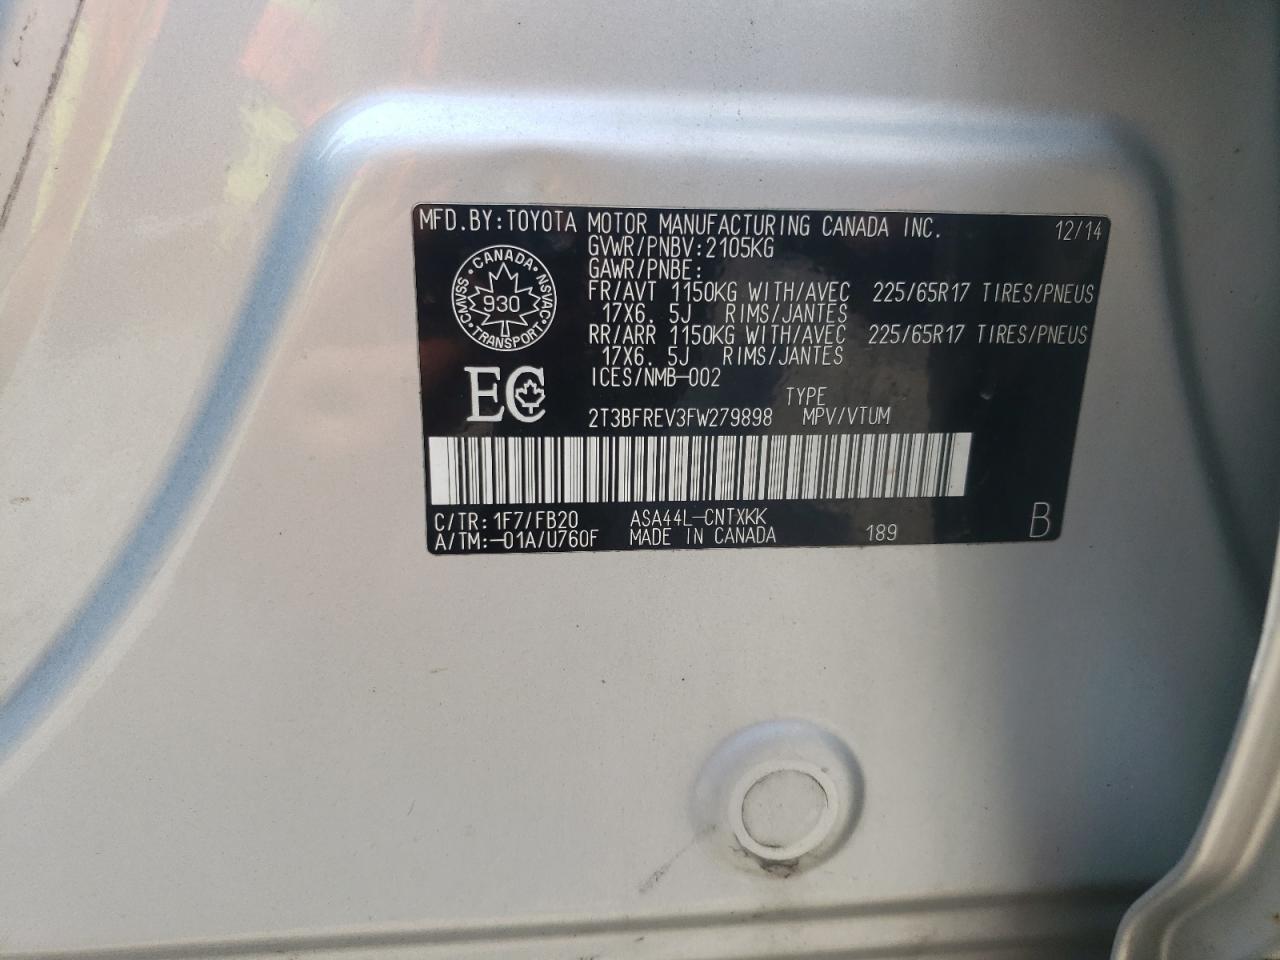 MFD.BY:TOYOTA MOTOR MANUFACTURING CANADA INC. 12/14
GVWR/PNBV:2105KG
GAWR/PNBE:
FR/AVT 1150KG WITH/AVEC 225/65R17 TIRES/PNEUS
17X6.5J RIMS/JANTES
RR/ARR 1150KG WITH/AVEC 225/65R17 TIRES/PNEUS
17X6.5J RIMS/JANTES
ICES/NMB-002
CANADA
CMVSS NSVAC
930
TRANSPORT
EC
TYPE
2T3BFREV3FW279898 MPV/VTUM
C/TR:1F7/FB20 ASA44L-CNTXKK
A/TM:-01A/U760F MADE IN CANADA 189 B